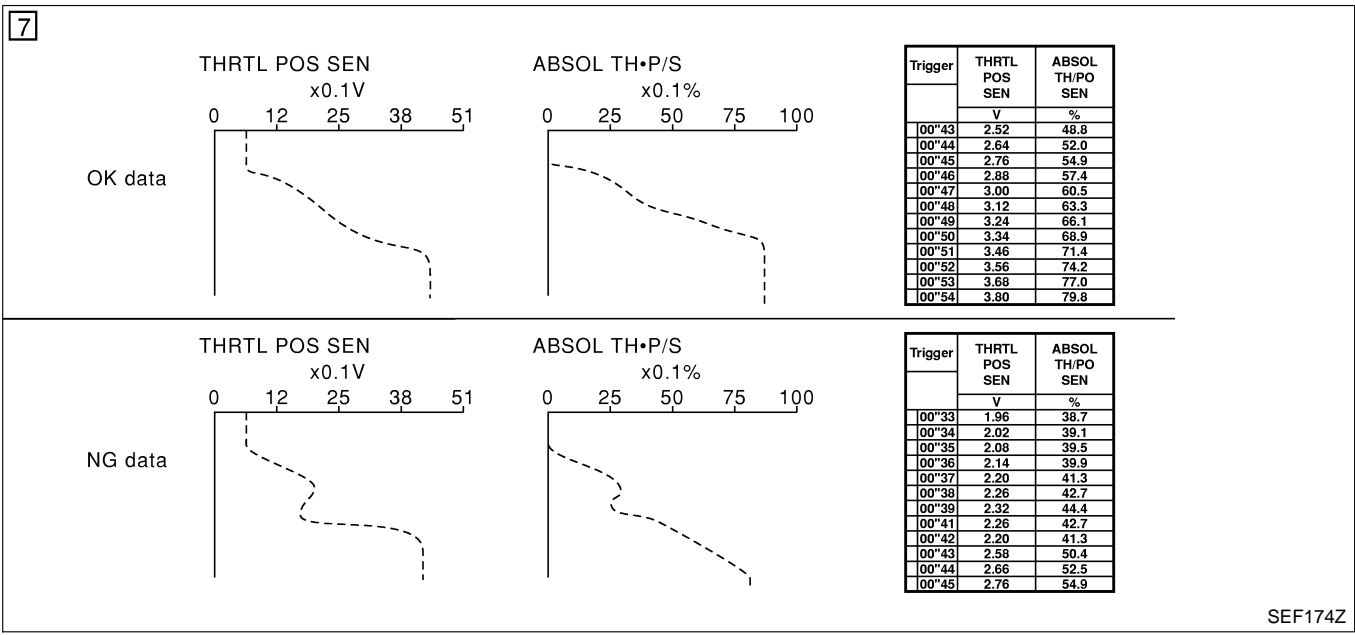 7
THRTL POS SEN
x0.1V
0 12 25 38 51
ABSOL TH•P/S
x0.1%
0 25 50 75 100
OK data
Trigger THRTL POS SEN ABSOL TH/PO SEN
V %
00"43 2.52 48.8
00"44 2.64 52.0
00"45 2.76 54.9
00"46 2.88 57.4
00"47 3.00 60.5
00"48 3.12 63.3
00"49 3.24 66.1
00"50 3.34 68.9
00"51 3.46 71.4
00"52 3.56 74.2
00"53 3.68 77.0
00"54 3.80 79.8
THRTL POS SEN
x0.1V
0 12 25 38 51
ABSOL TH•P/S
x0.1%
0 25 50 75 100
NG data
Trigger THRTL POS SEN ABSOL TH/PO SEN
V %
00"33 1.96 38.7
00"34 2.02 39.1
00"35 2.08 39.5
00"36 2.14 39.9
00"37 2.20 41.3
00"38 2.26 42.7
00"39 2.32 44.4
00"41 2.26 42.7
00"42 2.20 41.3
00"43 2.58 50.4
00"44 2.66 52.5
00"45 2.76 54.9
SEF174Z